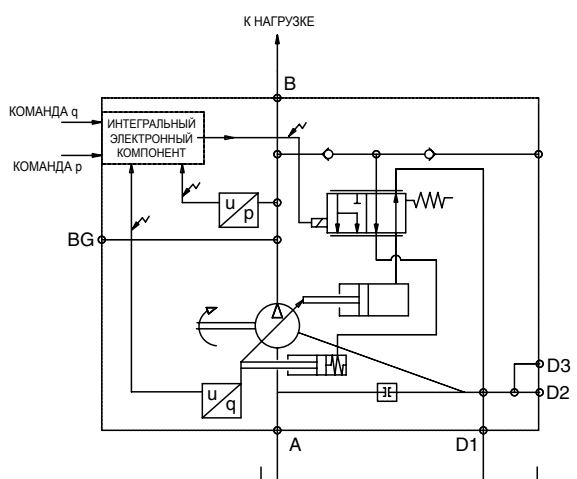 К НАГРУЗКЕ
B
КОМАНДА q
ИНТЕГРАЛЬНЫЙ
ЭЛЕКТРОННЫЙ
КОМПОНЕНТ
КОМАНДА p
u
p
BG
D3
D2
u
q
A
D1